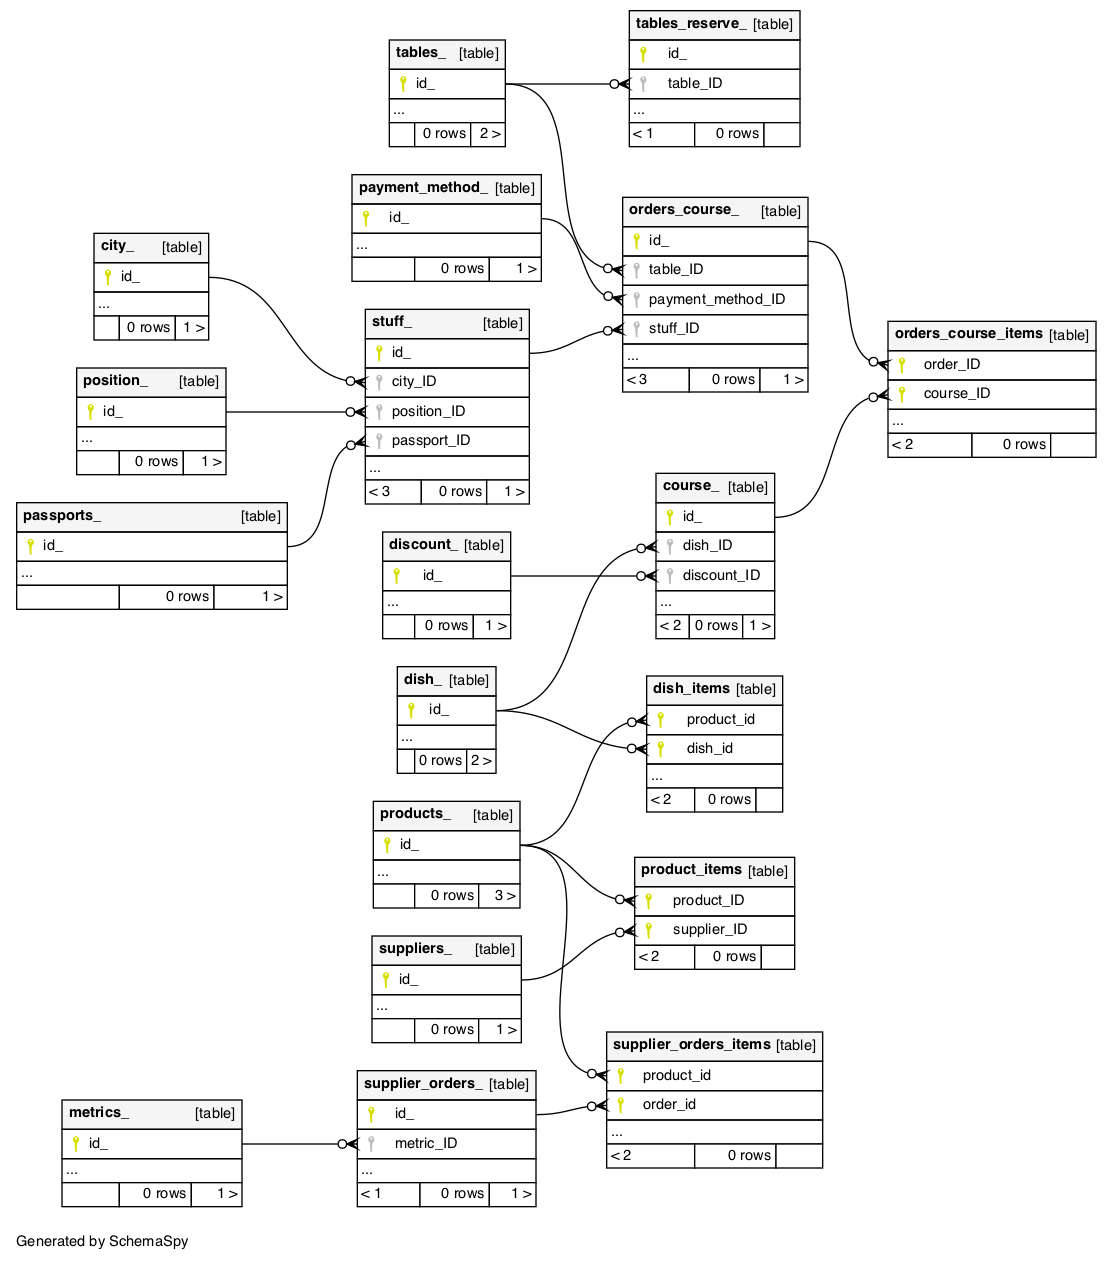 tables_reserve_ [table]
id_
table_ID
...
< 1 0 rows
tables_ [table]
id_
...
0 rows 2 >
payment_method_ [table]
id_
...
0 rows 1 >
orders_course_ [table]
id_
table_ID
payment_method_ID
stuff_ID
...
< 3 0 rows 1 >
city_ [table]
id_
...
0 rows 1 >
stuff_ [table]
id_
city_ID
position_ID
passport_ID
...
< 3 0 rows 1 >
orders_course_items [table]
order_ID
course_ID
...
< 2 0 rows
position_ [table]
id_
...
0 rows 1 >
passports_ [table]
id_
...
0 rows 1 >
course_ [table]
id_
dish_ID
discount_ID
...
< 2 0 rows 1 >
discount_ [table]
id_
...
0 rows 1 >
dish_ [table]
id_
...
0 rows 2 >
dish_items [table]
product_id
dish_id
...
< 2 0 rows
products_ [table]
id_
...
0 rows 3 >
product_items [table]
product_ID
supplier_ID
< 2 0 rows
suppliers_ [table]
id_
...
0 rows 1 >
supplier_orders_items [table]
product_id
order_id
...
< 2 0 rows
supplier_orders_ [table]
id_
metric_ID
...
< 1 0 rows 1 >
metrics_ [table]
id_
...
0 rows 1 >
Generated by SchemaSpy